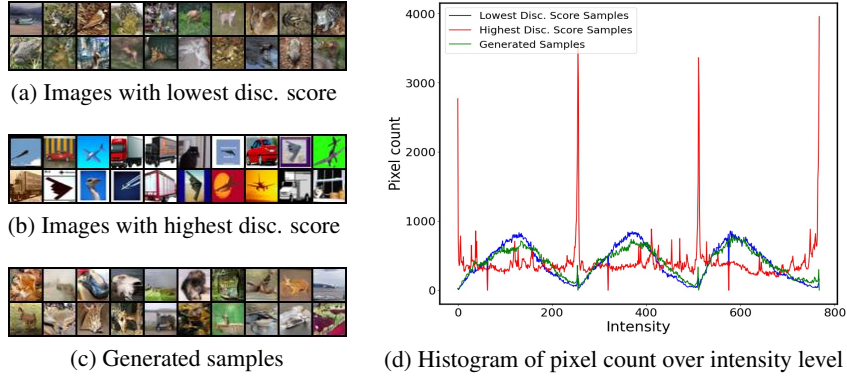 (a) Images with lowest disc. score
(b) Images with highest disc. score
(c) Generated samples
Lowest Disc. Score Samples
Highest Disc. Score Samples
Generated Samples
4000
3000
2000
1000
0
Pixel count
0 200 400 600 800
Intensity
(d) Histogram of pixel count over intensity level